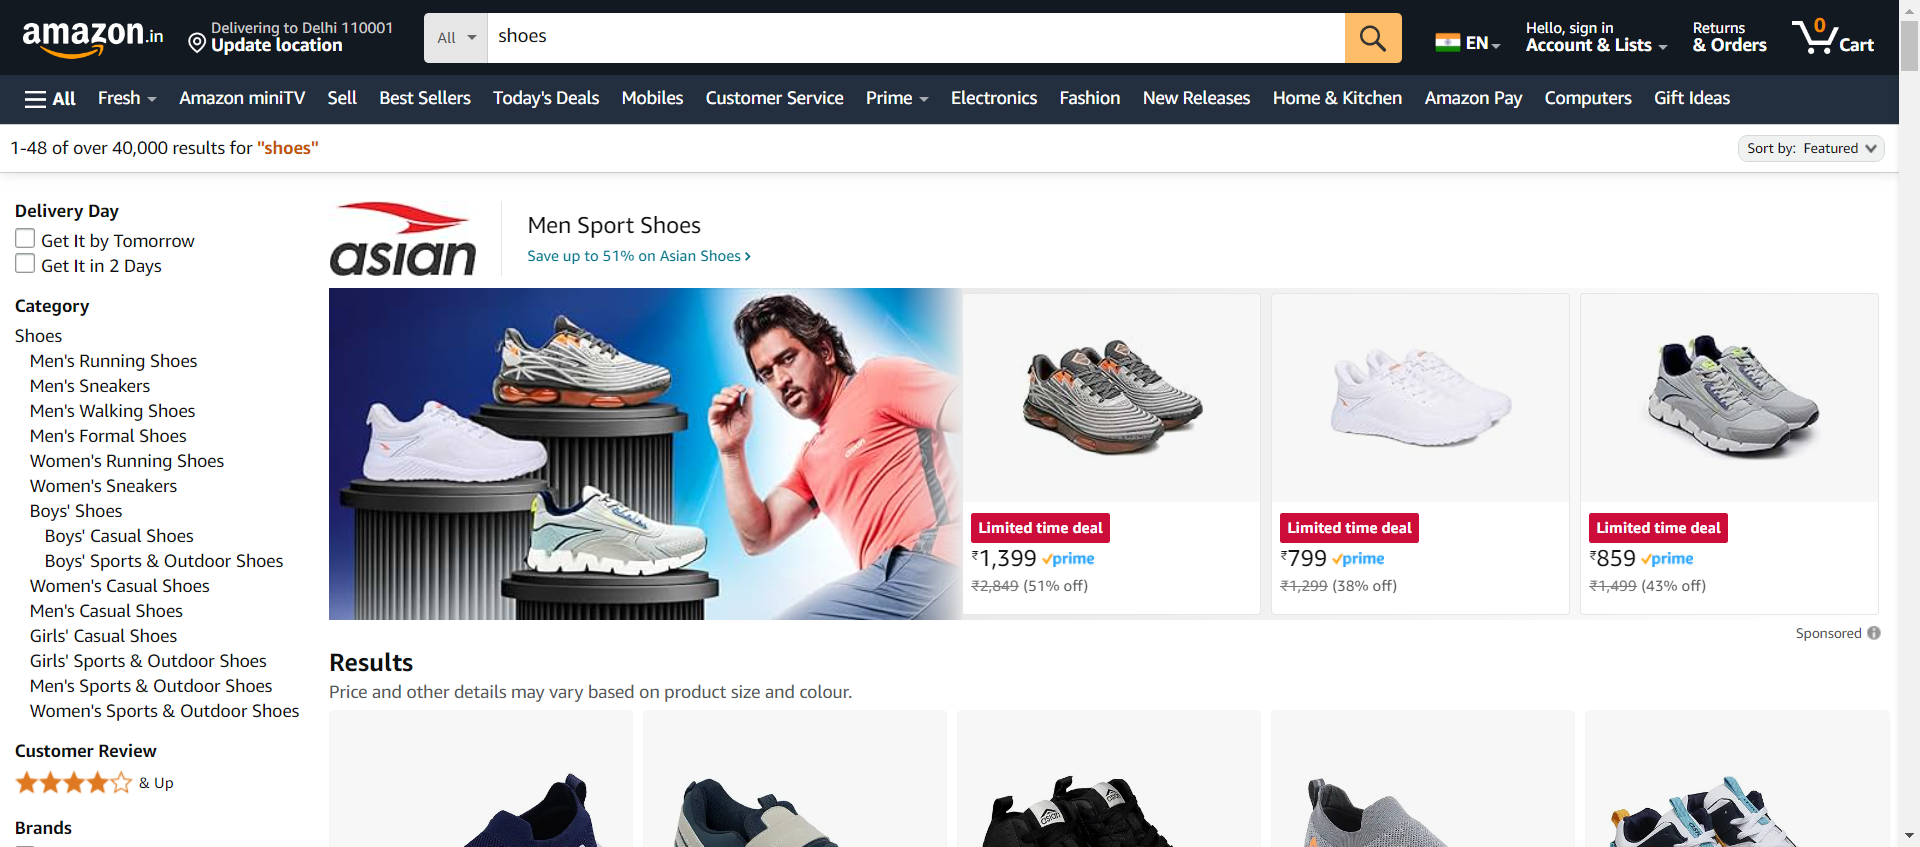 amazon.in
Delivering to Delhi 110001
Update location
All
shoes
EN
Hello, sign in
Account & Lists
Returns
& Orders
0
Cart
All
Fresh
Amazon miniTV
Sell
Best Sellers
Today's Deals
Mobiles
Customer Service
Prime
Electronics
Fashion
New Releases
Home & Kitchen
Amazon Pay
Computers
Gift Ideas
1-48 of over 40,000 results for "shoes"
Sort by: Featured
Delivery Day
Get It by Tomorrow
Get It in 2 Days
Category
Shoes
Men's Running Shoes
Men's Sneakers
Men's Walking Shoes
Men's Formal Shoes
Women's Running Shoes
Women's Sneakers
Boys' Shoes
Boys' Casual Shoes
Boys' Sports & Outdoor Shoes
Women's Casual Shoes
Men's Casual Shoes
Girls' Casual Shoes
Girls' Sports & Outdoor Shoes
Men's Sports & Outdoor Shoes
Women's Sports & Outdoor Shoes
Customer Review
& Up
Brands
asian
Men Sport Shoes
Save up to 51% on Asian Shoes
asian
Limited time deal
₹1,399 prime
₹2,849 (51% off)
Limited time deal
₹799 prime
₹1,299 (38% off)
Limited time deal
₹859 prime
₹1,499 (43% off)
Sponsored
Results
Price and other details may vary based on product size and colour.
asian
asian